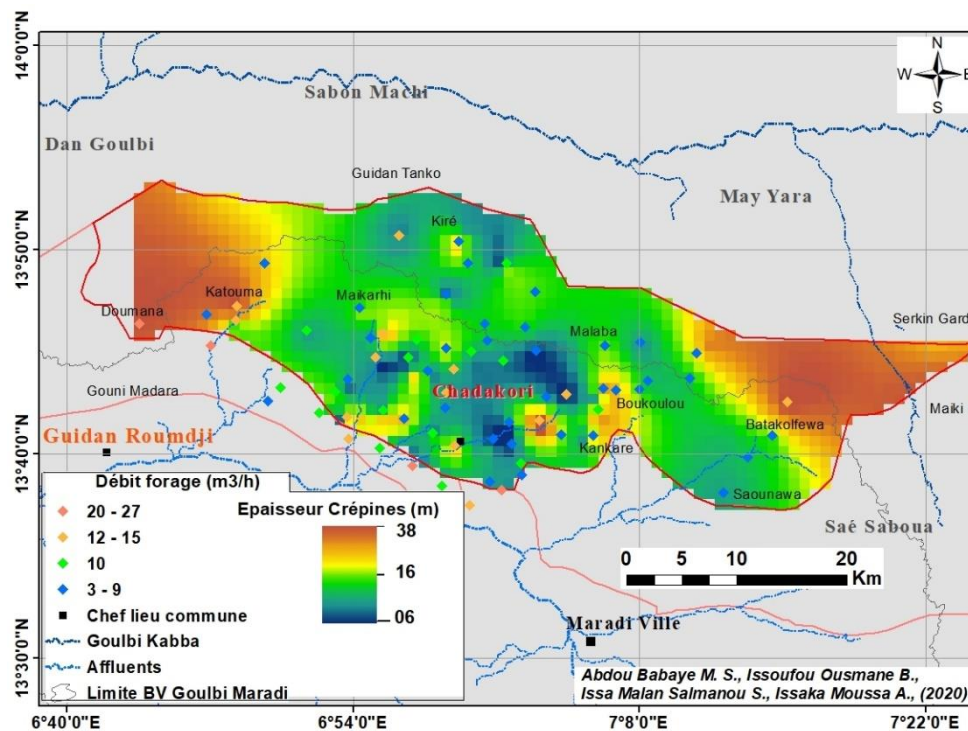 14°0'0"N
13°50'0"N
13°40'0"N
13°30'0"N
N
W
E
S
Sabon Machi
Dan Goulbi
Guidan Tanko
May Yara
Kiré
Katouma
Maikarhi
Doumana
Malaba
Serkin Gard
Gouni Madara
Chadakori
Boukoulou
Maiki
Guidan Roumdji
Kankare
Batakolfewa
Saounawa
Saé Saboua
Maradi Ville
Débit forage (m3/h)
20 - 27
12 - 15
10
3 - 9
Chef lieu commune
Goulbi Kabba
Affluents
Limite BV Goulbi Maradi
Epaisseur Crépines (m)
38
16
06
0 5 10 20
Km
Abdou Babaye M. S., Issoufou Ousmane B.,
Issa Malan Salmanou S., Issaka Moussa A., (2020)
6°40'0"E 6°54'0"E 7°8'0"E 7°22'0"E